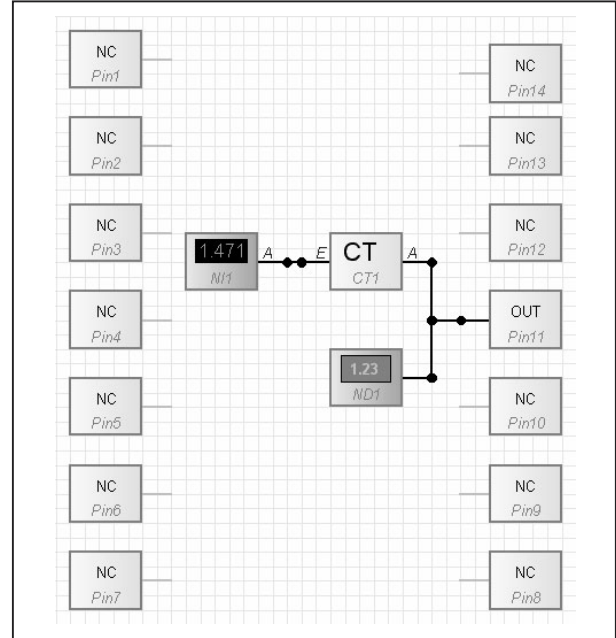 NC
Pin1
NC
Pin2
NC
Pin3
NC
Pin4
NC
Pin5
NC
Pin6
NC
Pin7
1.471
A
NI1
E
CT
A
CT1
1.23
ND1
NC
Pin14
NC
Pin13
NC
Pin12
OUT
Pin11
NC
Pin10
NC
Pin9
NC
Pin8